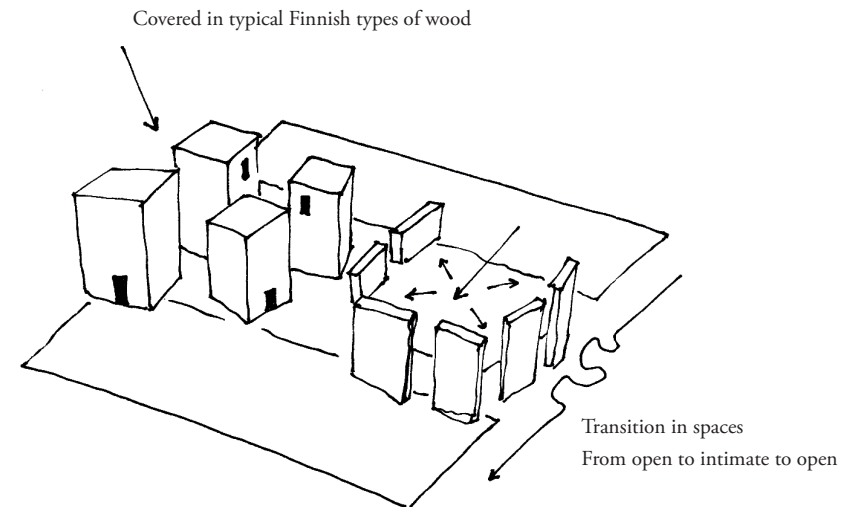 Covered in typical Finnish types of wood
Transition in spaces
From open to intimate to open